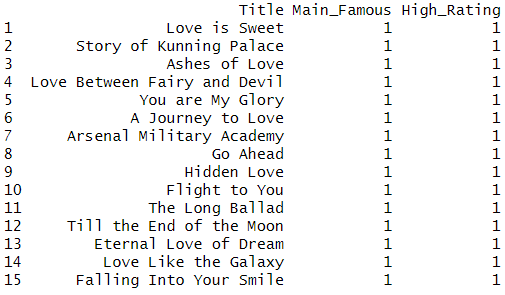 Title Main_Famous High_Rating
1 Love is Sweet 1 1
2 Story of Kunning Palace 1 1
3 Ashes of Love 1 1
4 Love Between Fairy and Devil 1 1
5 You are My Glory 1 1
6 A Journey to Love 1 1
7 Arsenal Military Academy 1 1
8 Go Ahead 1 1
9 Hidden Love 1 1
10 Flight to You 1 1
11 The Long Ballad 1 1
12 Till the End of the Moon 1 1
13 Eternal Love of Dream 1 1
14 Love Like the Galaxy 1 1
15 Falling Into Your Smile 1 1